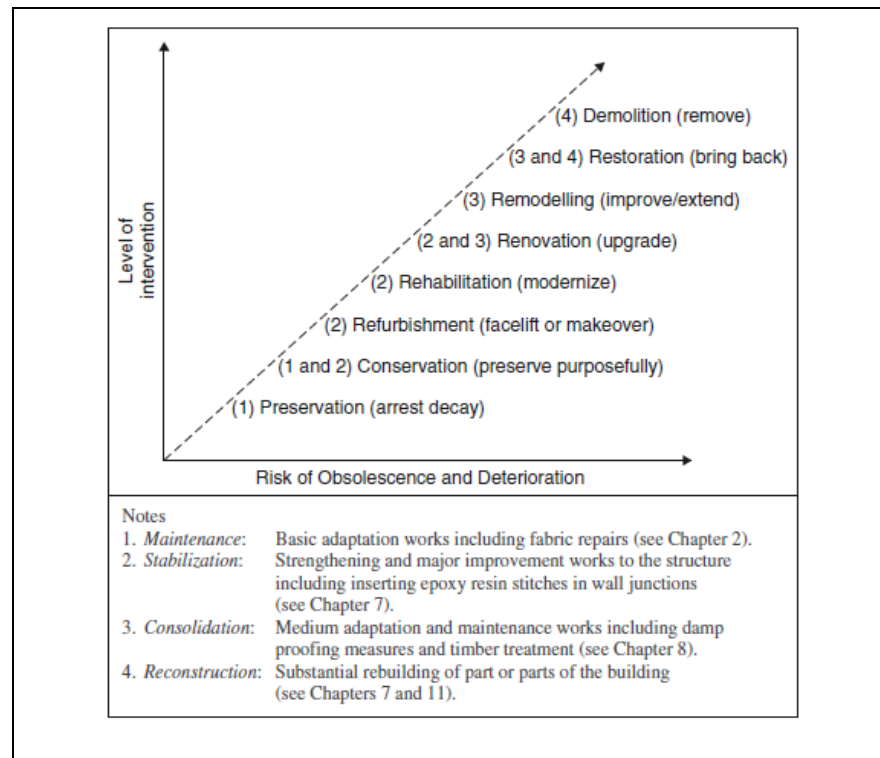 Level of
intervention
(4) Demolition (remove)
(3 and 4) Restoration (bring back)
(3) Remodelling (improve/extend)
(2 and 3) Renovation (upgrade)
(2) Rehabilitation (modernize)
(2) Refurbishment (facelift or makeover)
(1 and 2) Conservation (preserve purposefully)
(1) Preservation (arrest decay)
Risk of Obsolescence and Deterioration
Notes
1. Maintenance: Basic adaptation works including fabric repairs (see Chapter 2).
2. Stabilization: Strengthening and major improvement works to the structure
including inserting epoxy resin stitches in wall junctions
(see Chapter 7).
3. Consolidation: Medium adaptation and maintenance works including damp
proofing measures and timber treatment (see Chapter 8).
4. Reconstruction: Substantial rebuilding of part or parts of the building
(see Chapters 7 and 11).